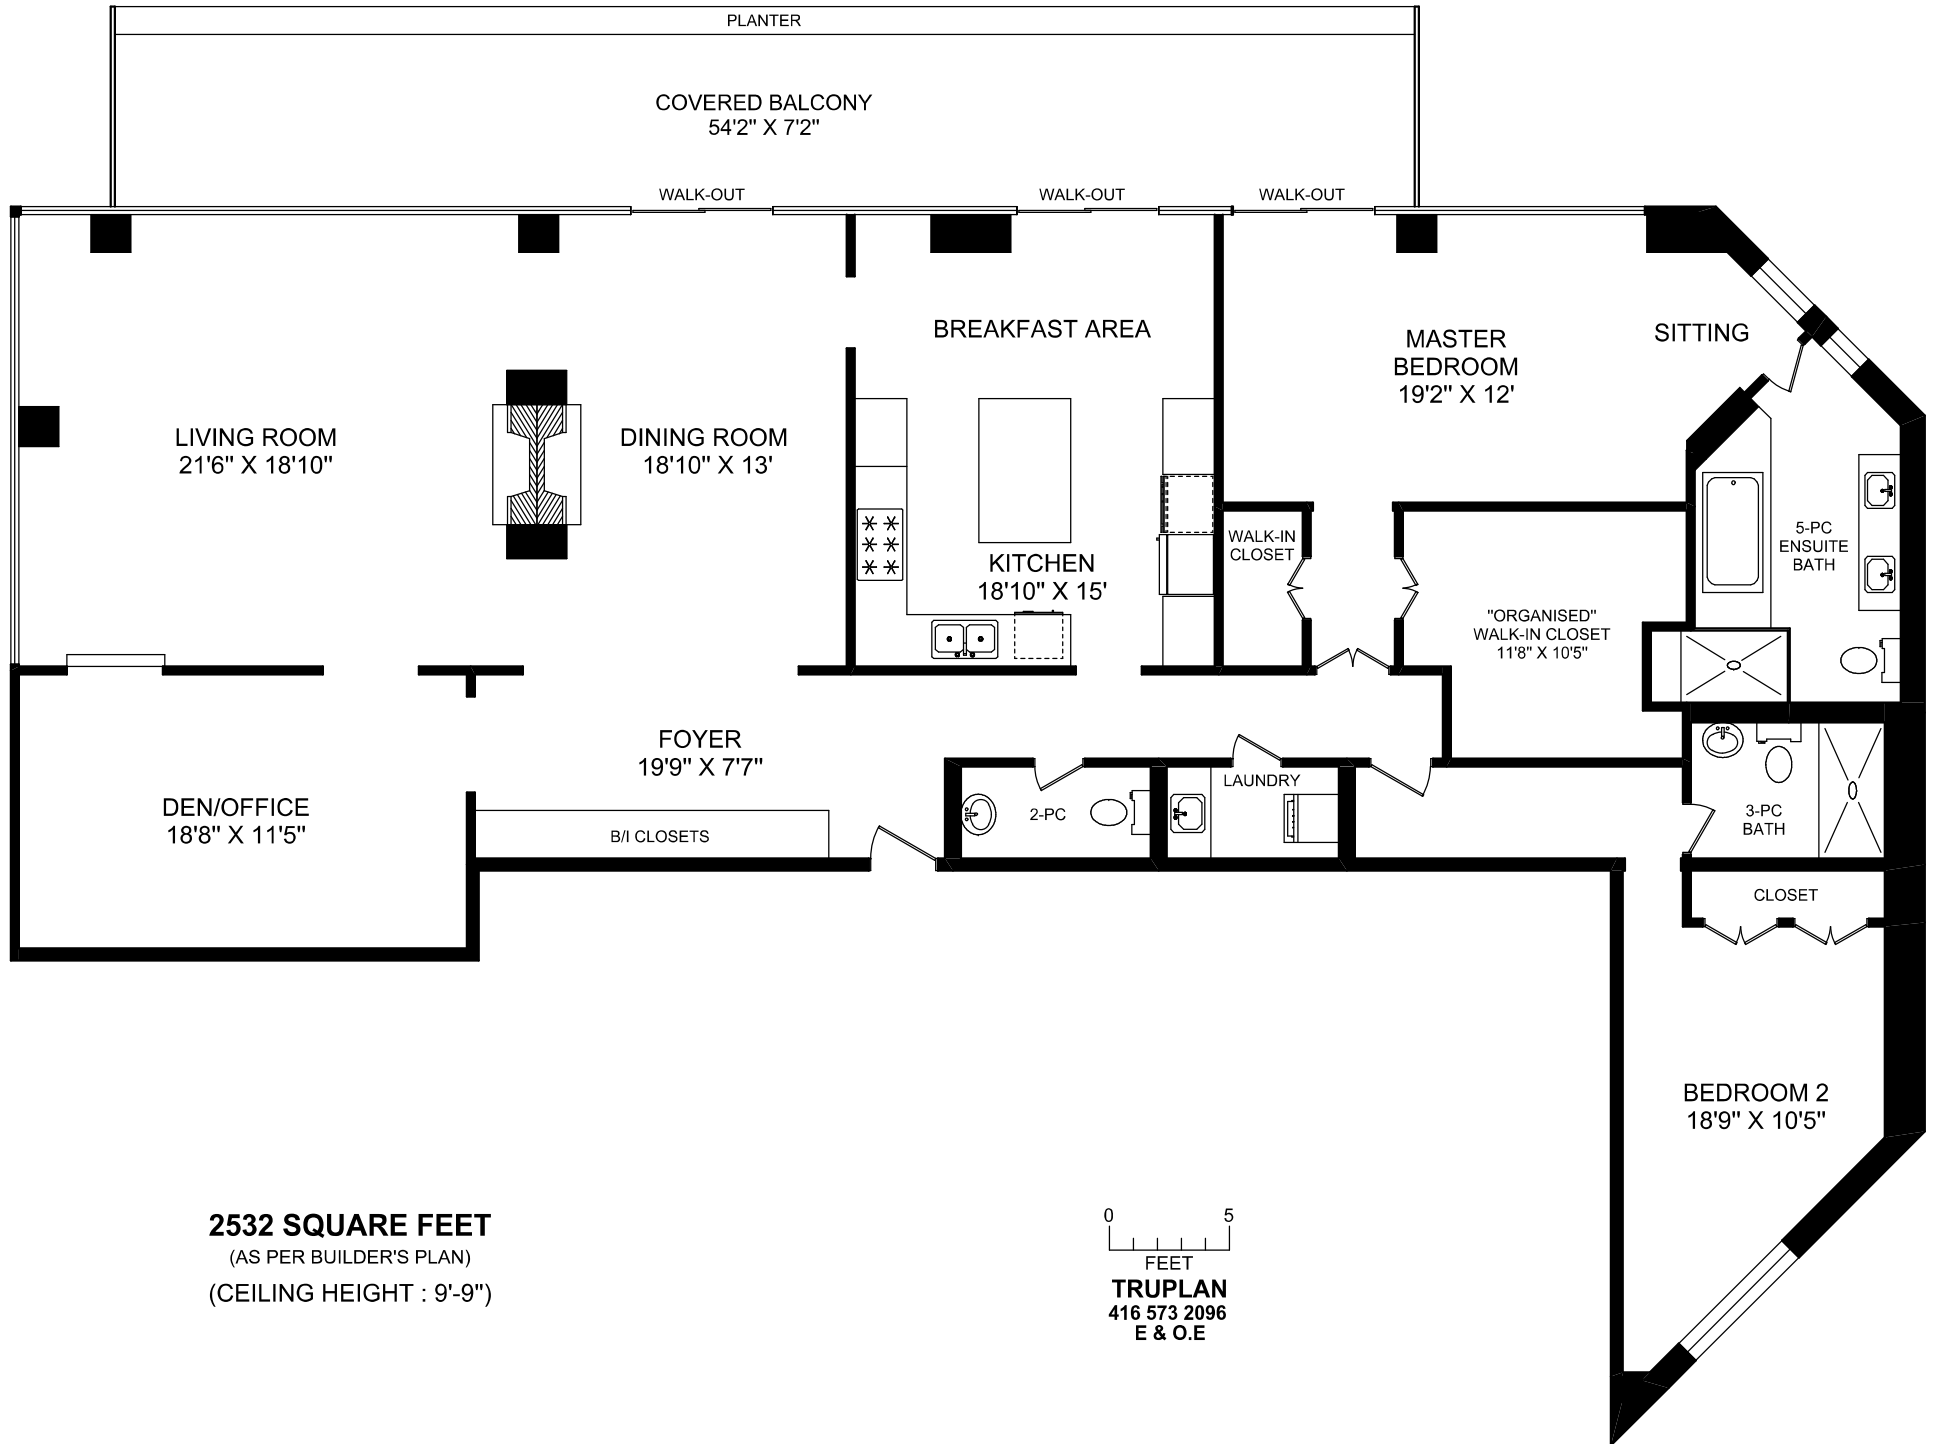 PLANTER
COVERED BALCONY
54'2" X 7'2"
WALK-OUT
WALK-OUT
WALK-OUT
LIVING ROOM
21'6" X 18'10"
DINING ROOM
18'10" X 13'
BREAKFAST AREA
KITCHEN
18'10" X 15'
MASTER
BEDROOM
19'2" X 12'
SITTING
WALK-IN
CLOSET
"ORGANISED"
WALK-IN CLOSET
11'8" X 10'5"
5-PC
ENSUITE
BATH
FOYER
19'9" X 7'7"
DEN/OFFICE
18'8" X 11'5"
B/I CLOSETS
2-PC
LAUNDRY
3-PC
BATH
CLOSET
BEDROOM 2
18'9" X 10'5"
2532 SQUARE FEET
(AS PER BUILDER'S PLAN)
(CEILING HEIGHT : 9'-9")
0 5
FEET
TRUPLAN
416 573 2096
E & O.E